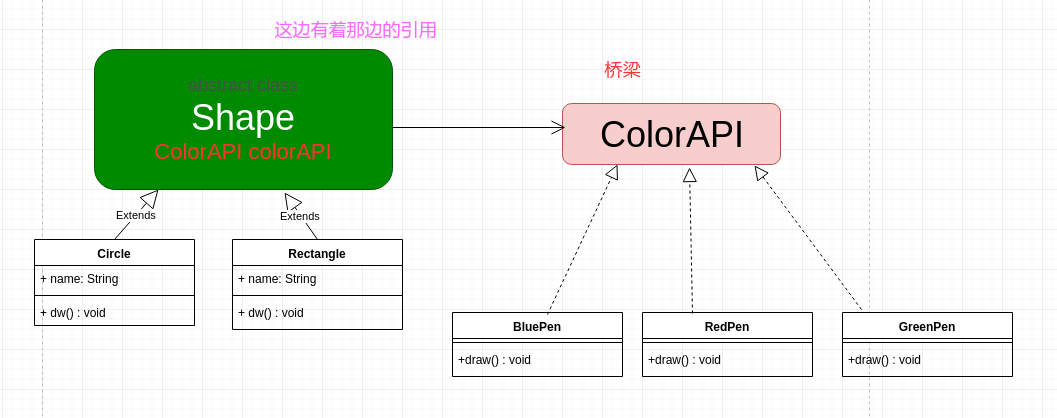 这边有着那边的引用
abstract class
Shape
ColorAPI colorAPI
桥梁
ColorAPI
Extends
Extends
Circle
+ name: String
+ dw() : void
Rectangle
+ name: String
+ dw() : void
BluePen
+draw() : void
RedPen
+draw() : void
GreenPen
+draw() : void